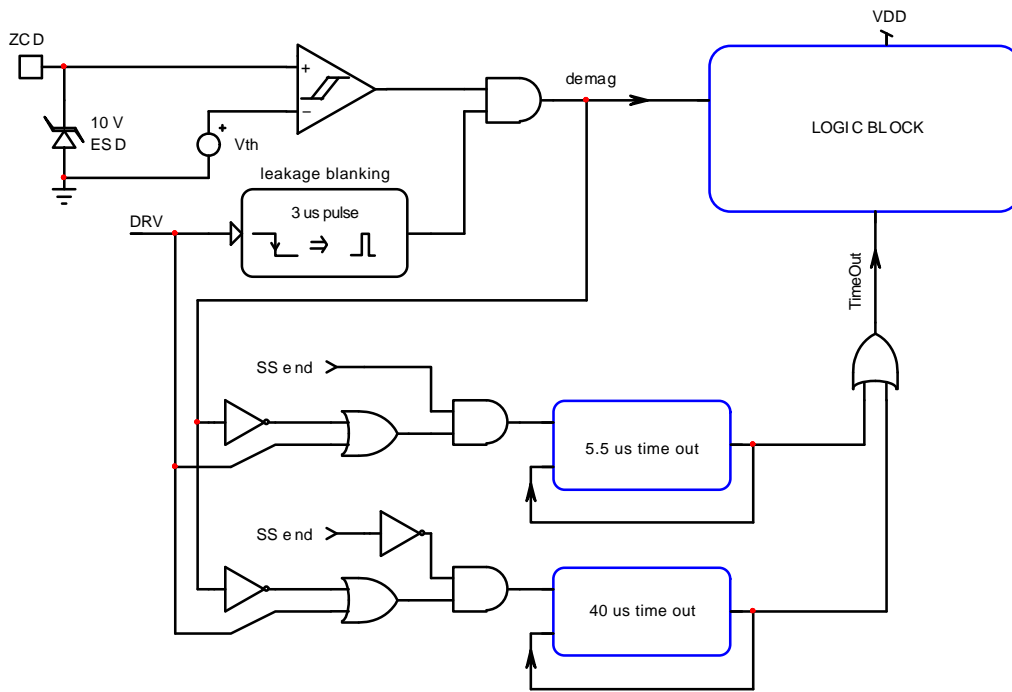 ZCD
VDD
demag
10 V
ESD
+
−
+
Vth
LOGIC BLOCK
leakage blanking
3 us pulse
DRV
TimeOut
SS end
5.5 us time out
SS end
40 us time out